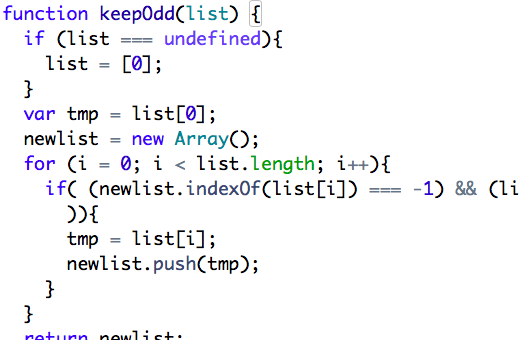 function keepOdd(list) {
if (list === undefined){
list = [0];
}
var tmp = list[0];
newlist = new Array();
for (i = 0; i < list.length; i++){
if( (newlist.indexOf(list[i]) === -1) && (li
)){
tmp = list[i];
newlist.push(tmp);
}
}
return newlist;